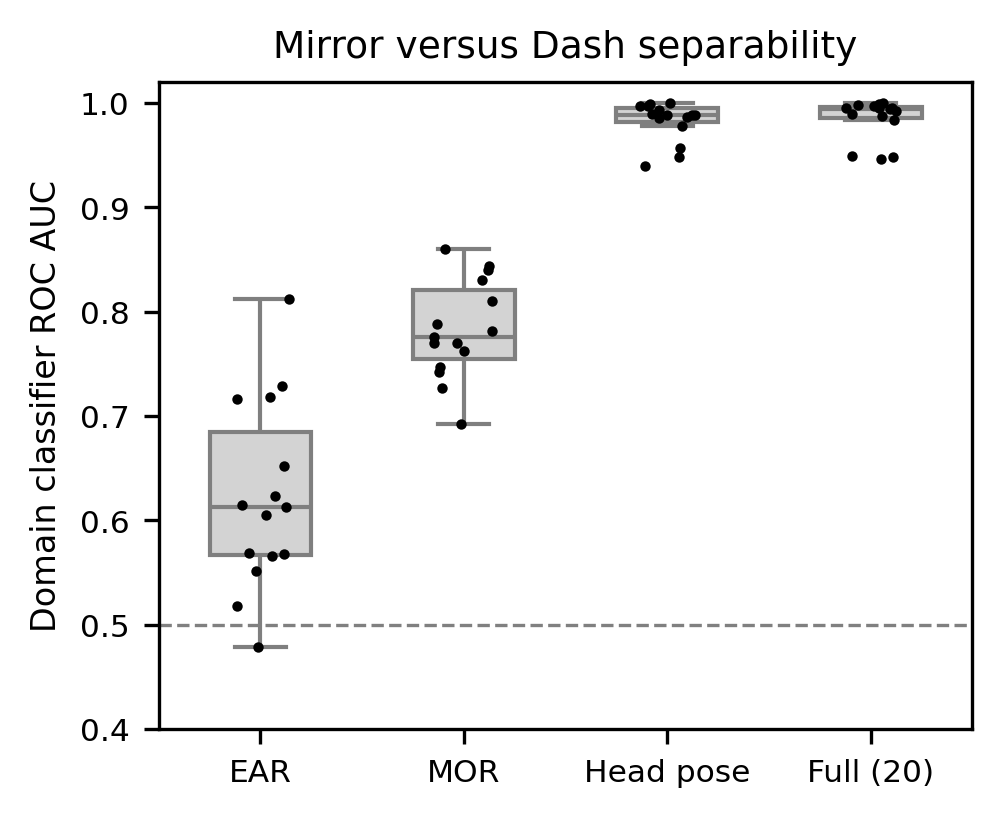 Mirror versus Dash separability
Domain classifier ROC AUC
1.0
0.9
0.8
0.7
0.6
0.5
0.4
EAR
MOR
Head pose
Full (20)